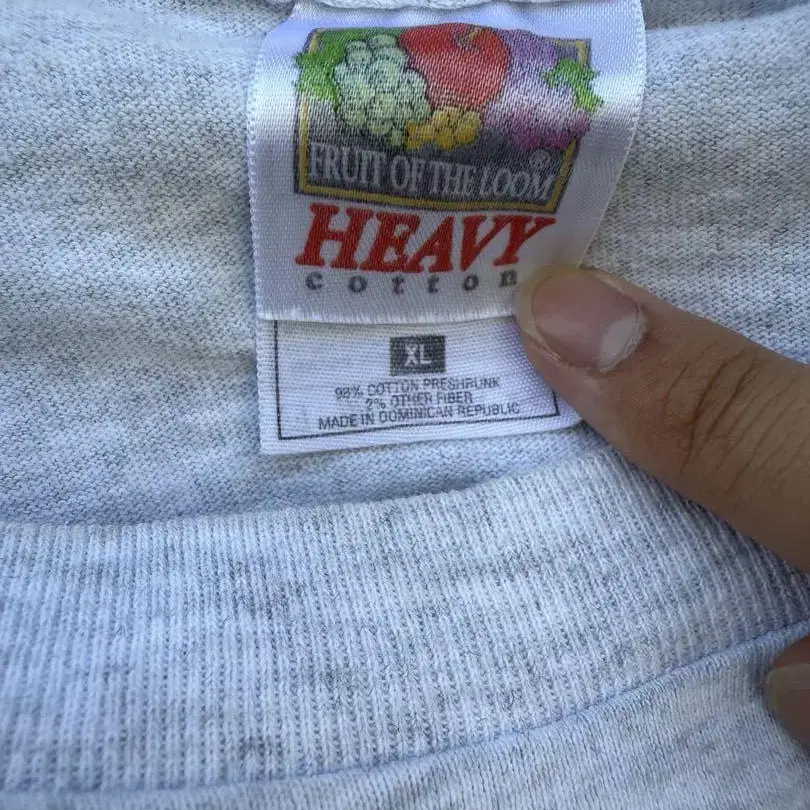 FRUIT OF THE LOOM®
HEAVY
cotton
XL
98% COTTON PRESHRUNK
2% OTHER FIBER
MADE IN DOMINICAN REPUBLIC